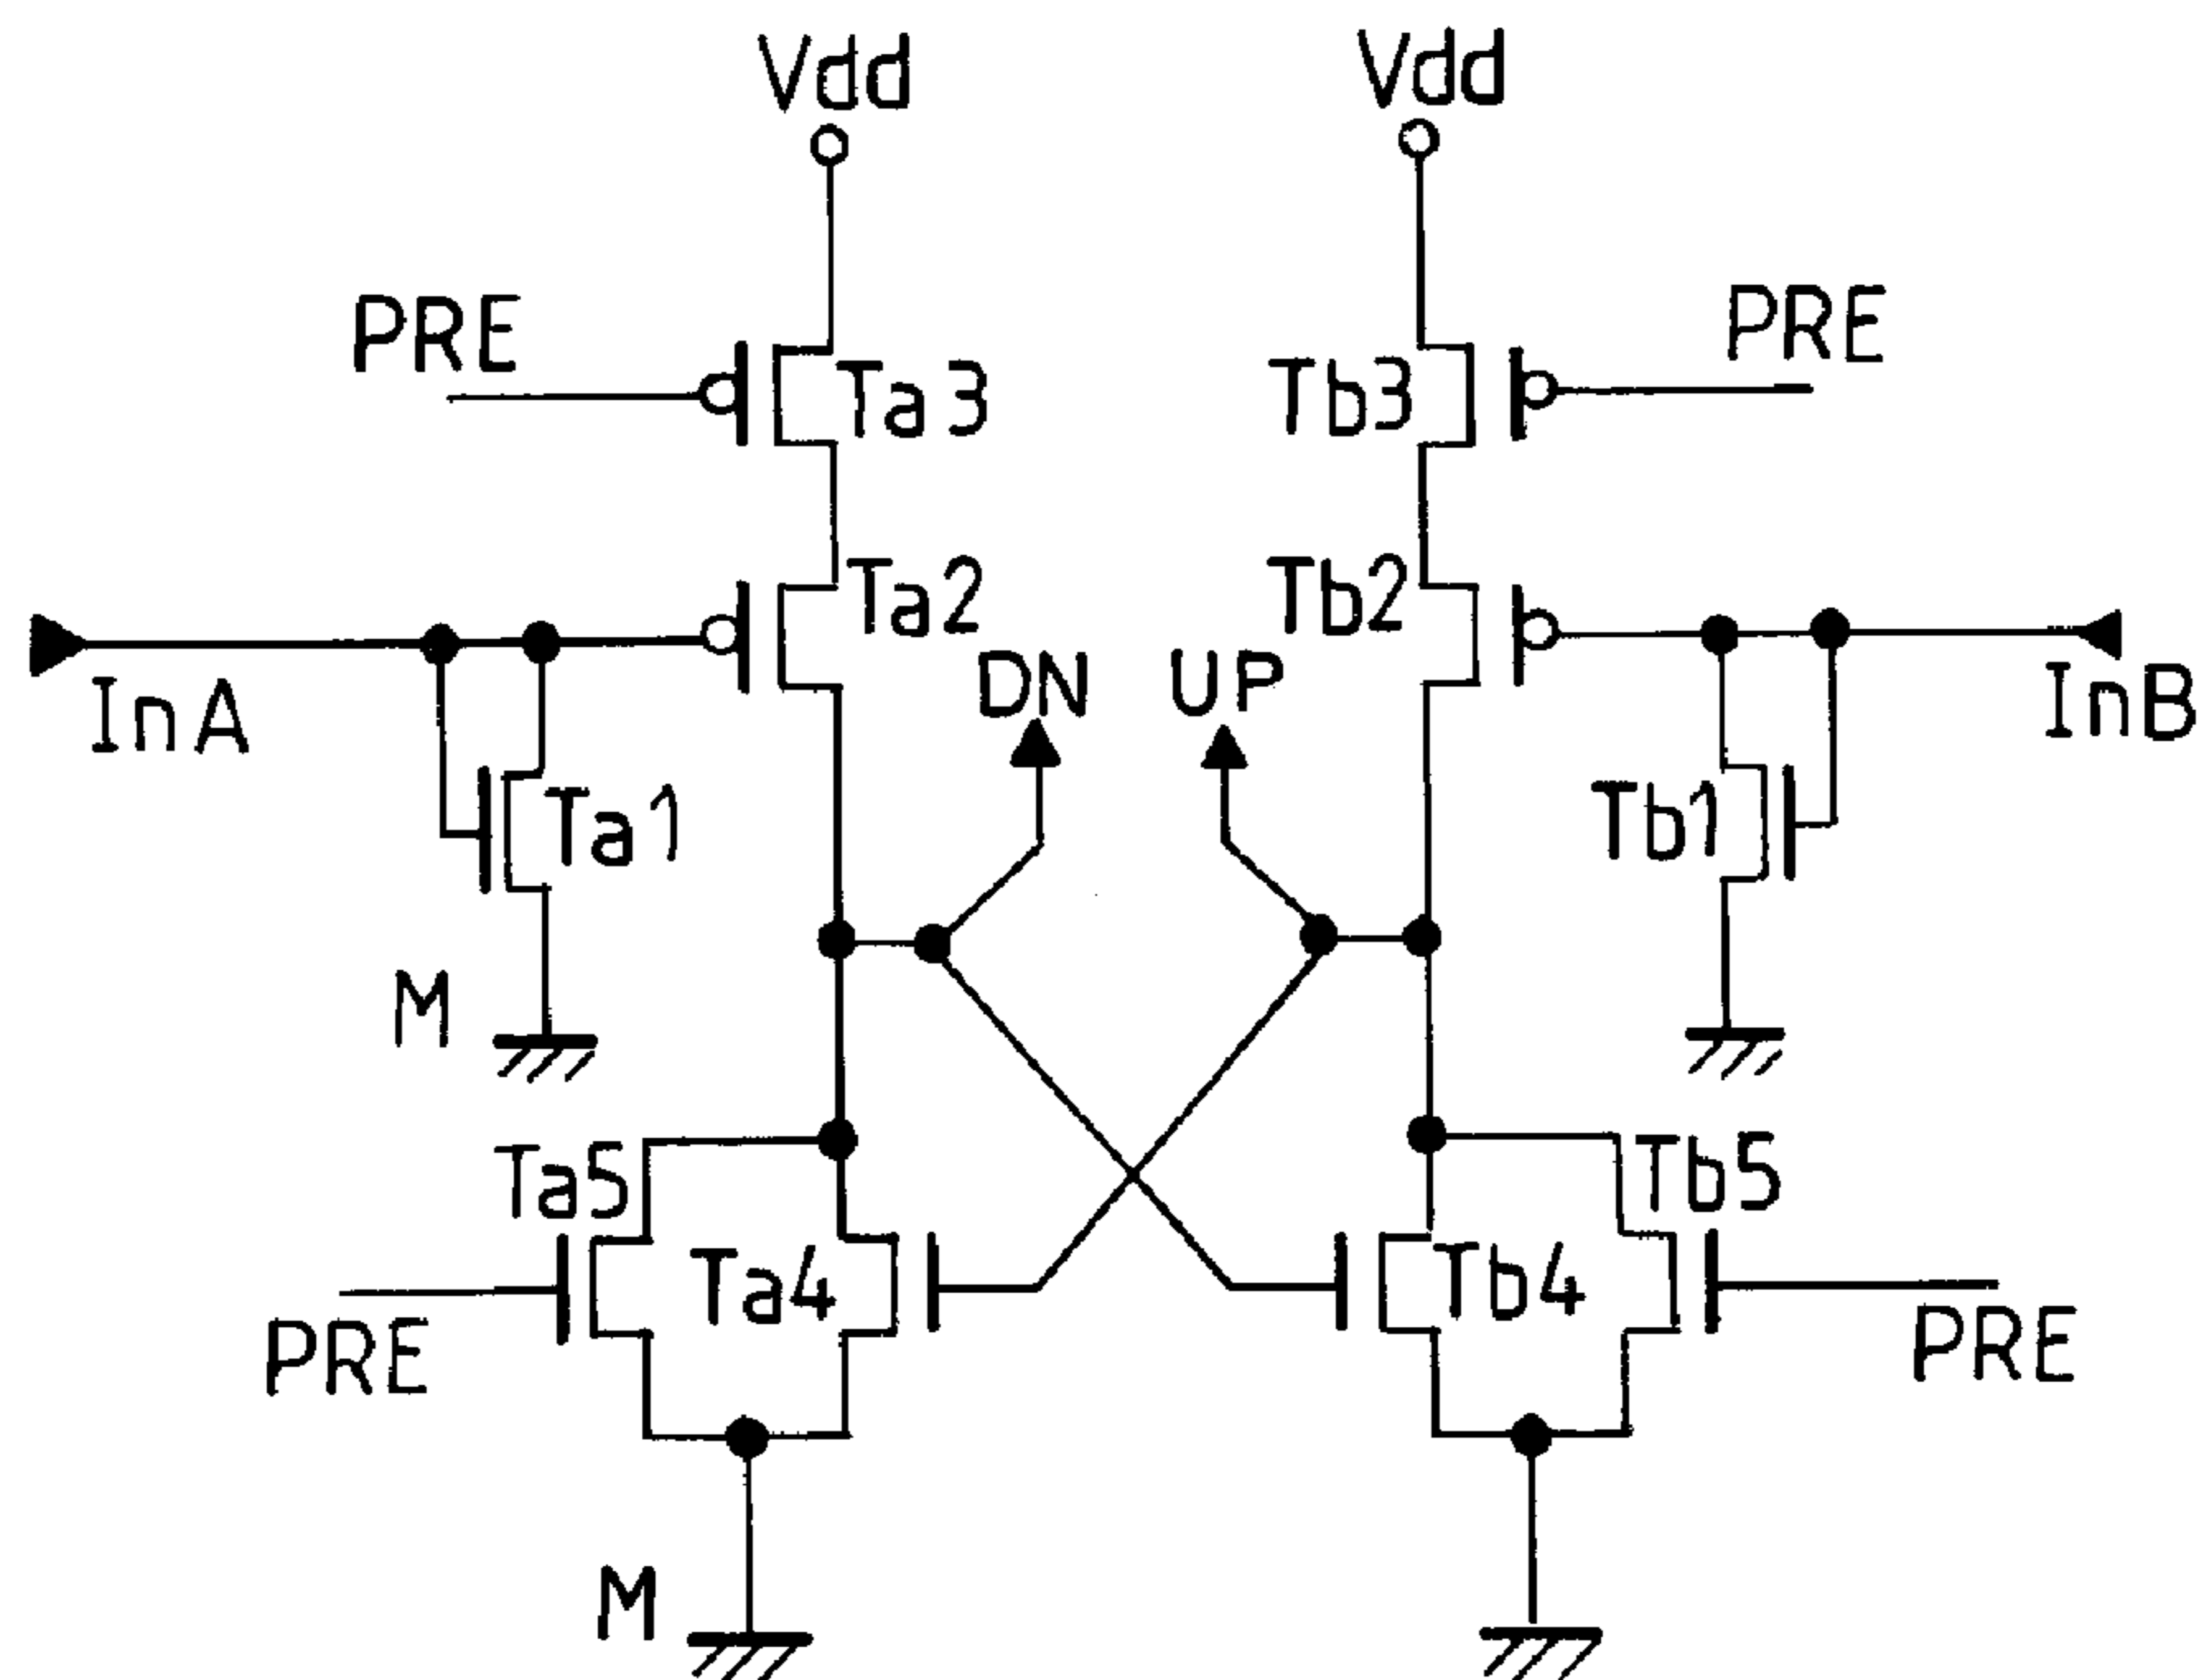 Vdd Vdd
PRE PRE
Ta3 Tb3
Ta2 Tb2
DN UP
InA InB
Ta1 Tb1
M
Ta5 Tb5
Ta4 Tb4
PRE PRE
M